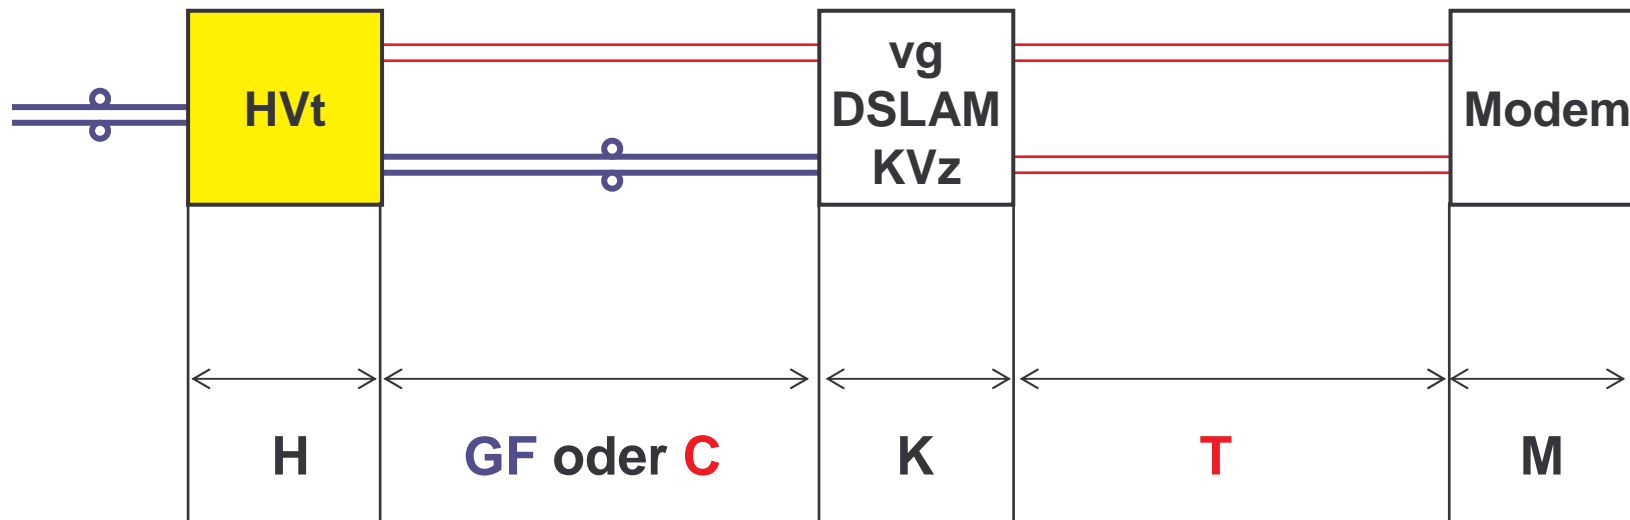 HVt
vg
DSLAM
KVz
Modem
H
GF oder C
K
T
M